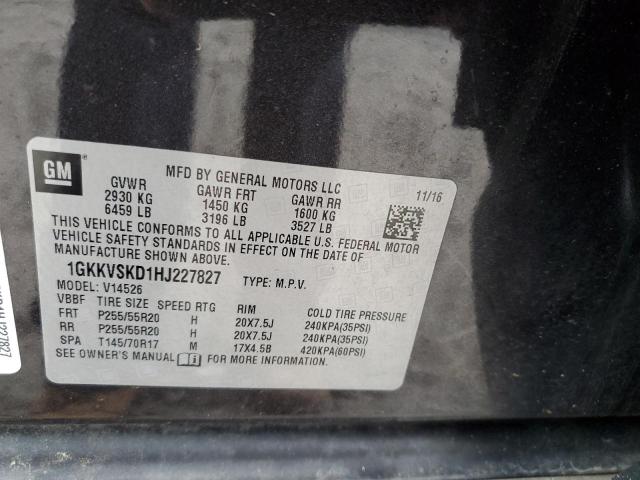 GM
MFD BY GENERAL MOTORS LLC
11/16
GVWR GAWR FRT GAWR RR
2930 KG 1450 KG 1600 KG
6459 LB 3196 LB 3527 LB
THIS VEHICLE CONFORMS TO ALL APPLICABLE U.S. FEDERAL MOTOR
VEHICLE SAFETY STANDARDS IN EFFECT ON THE DATE OF
MANUFACTURE SHOWN ABOVE.
1GKKVSKD1HJ227827 TYPE: M.P.V.
MODEL: V14526
VBBF TIRE SIZE SPEED RTG RIM COLD TIRE PRESSURE
FRT P255/55R20 H 20X7.5J 240KPA(35PSI)
RR P255/55R20 H 20X7.5J 240KPA(35PSI)
SPA T145/70R17 M 17X4.5B 420KPA(60PSI)
SEE OWNER'S MANUAL FOR MORE INFORMATION.